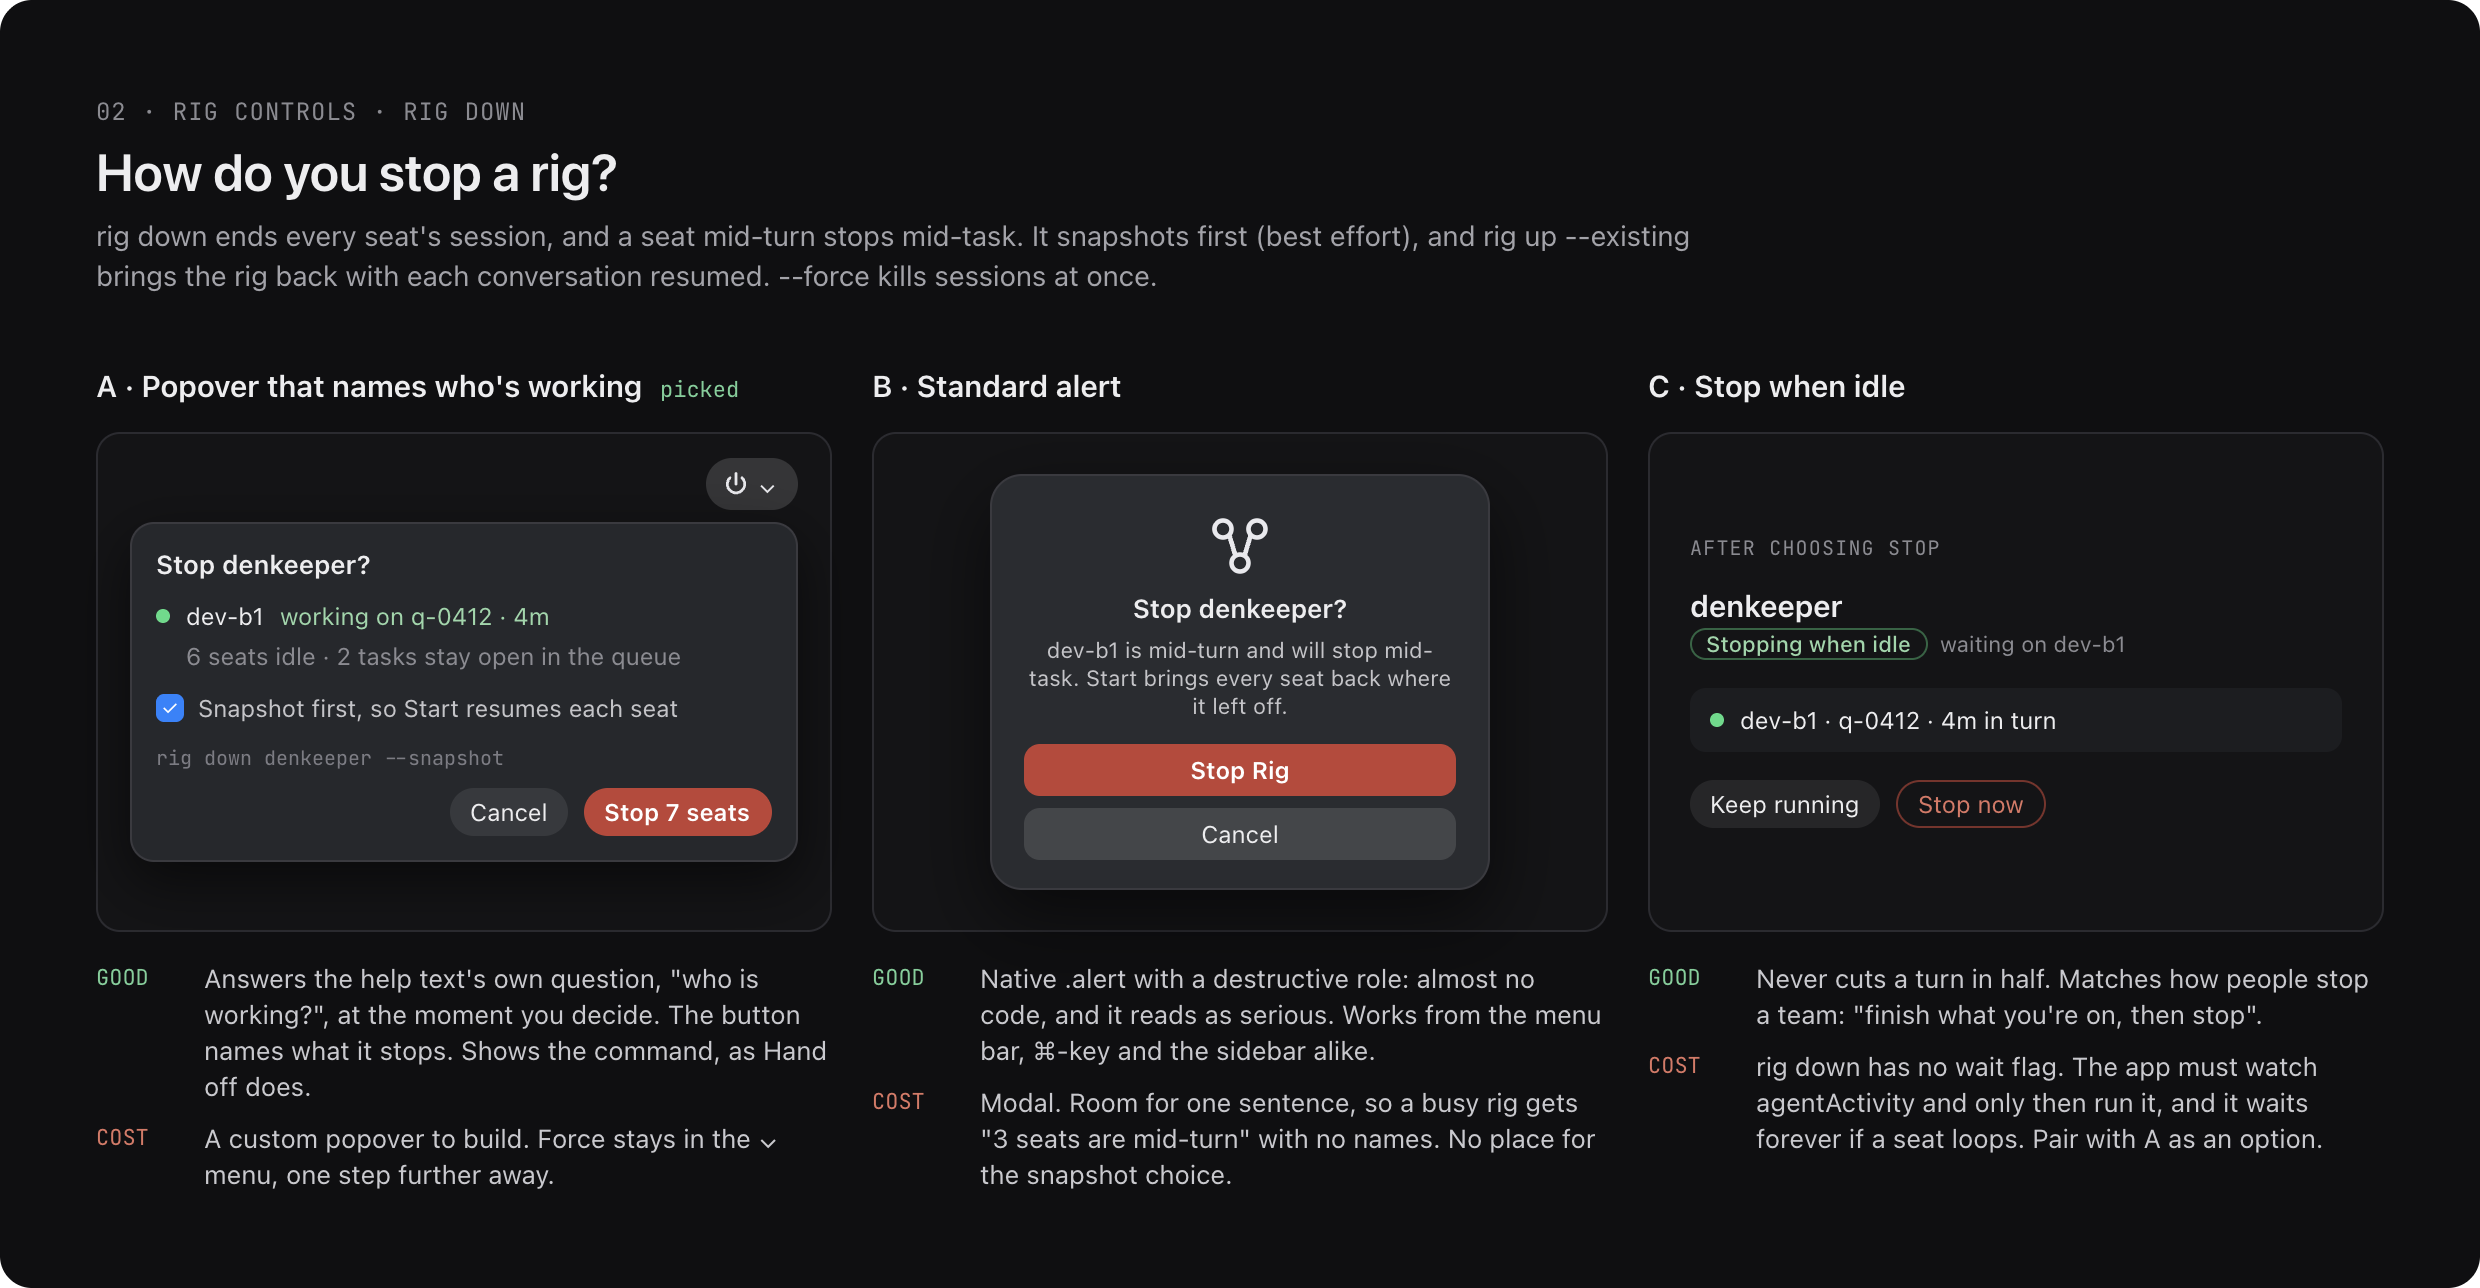 02 · RIG CONTROLS · RIG DOWN
How do you stop a rig?
rig down ends every seat's session, and a seat mid-turn stops mid-task. It snapshots first (best effort), and rig up --existing
brings the rig back with each conversation resumed. --force kills sessions at once.
A · Popover that names who's working picked
Stop denkeeper?
dev-b1 working on q-0412 · 4m
6 seats idle · 2 tasks stay open in the queue
Snapshot first, so Start resumes each seat
rig down denkeeper --snapshot
Cancel
Stop 7 seats
GOOD
Answers the help text's own question, "who is
working?", at the moment you decide. The button
names what it stops. Shows the command, as Hand
off does.
COST
A custom popover to build. Force stays in the
menu, one step further away.
B · Standard alert
Stop denkeeper?
dev-b1 is mid-turn and will stop mid-
task. Start brings every seat back where
it left off.
Stop Rig
Cancel
GOOD
Native .alert with a destructive role: almost no
code, and it reads as serious. Works from the menu
bar, ⌘-key and the sidebar alike.
COST
Modal. Room for one sentence, so a busy rig gets
"3 seats are mid-turn" with no names. No place for
the snapshot choice.
C · Stop when idle
AFTER CHOOSING STOP
denkeeper
Stopping when idle waiting on dev-b1
dev-b1 · q-0412 · 4m in turn
Keep running
Stop now
GOOD
Never cuts a turn in half. Matches how people stop
a team: "finish what you're on, then stop".
COST
rig down has no wait flag. The app must watch
agentActivity and only then run it, and it waits
forever if a seat loops. Pair with A as an option.